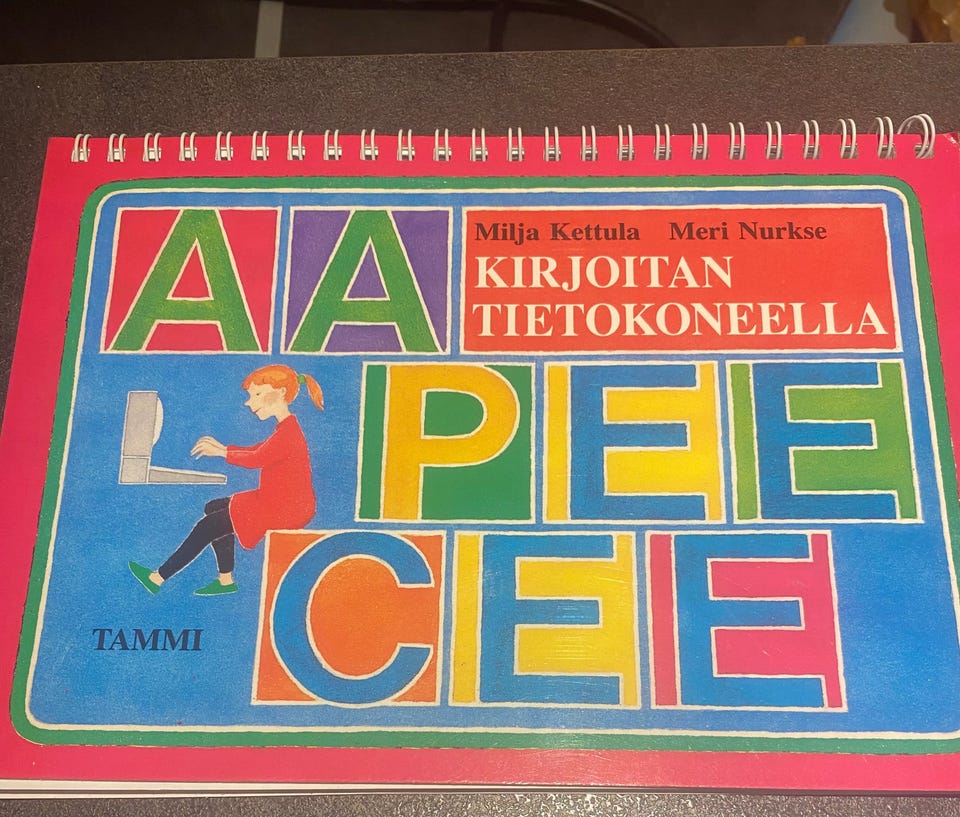 AA
Milja Kettula Meri Nurkse
KIRJOITAN
TIETOKONEELLA
PEE
CEE
TAMMI